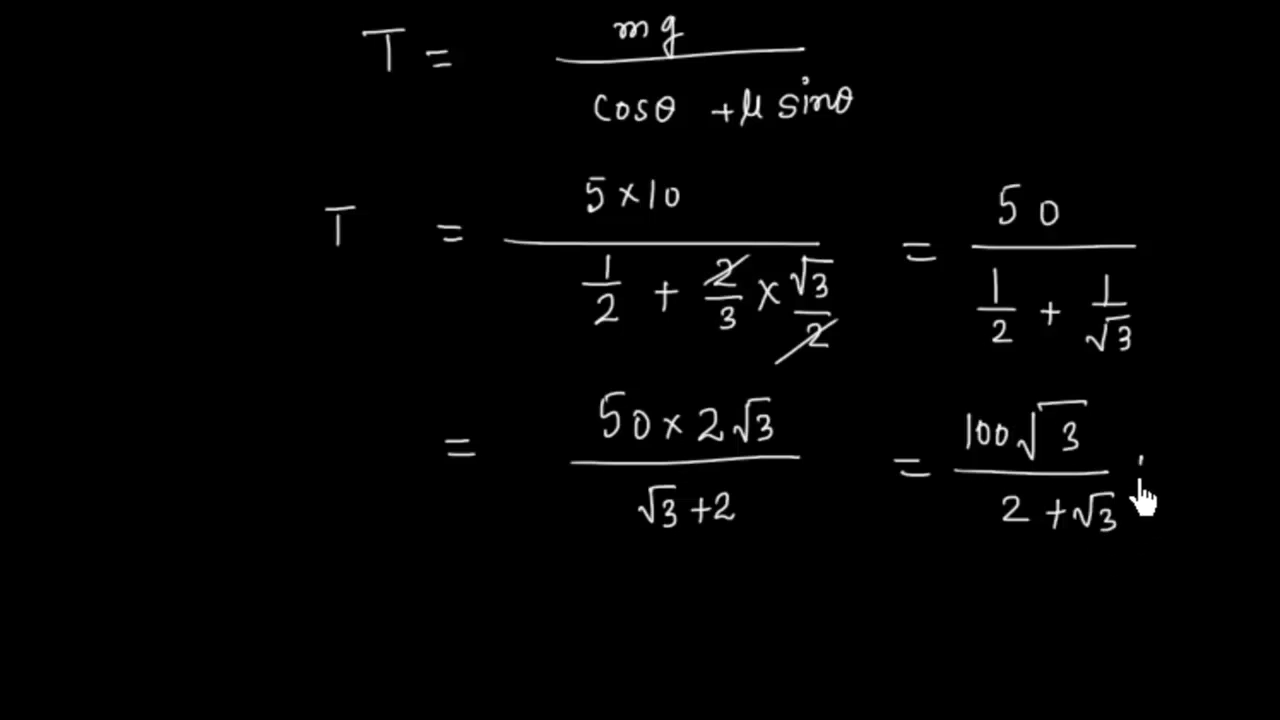 T = mg / (cosθ + μ sinθ)
T = (5 × 10) / (1/2 + 2/3 × √3/2) = 50 / (1/2 + 1/√3)
= (50 × 2√3) / (√3 + 2) = 100√3 / (2 + √3)